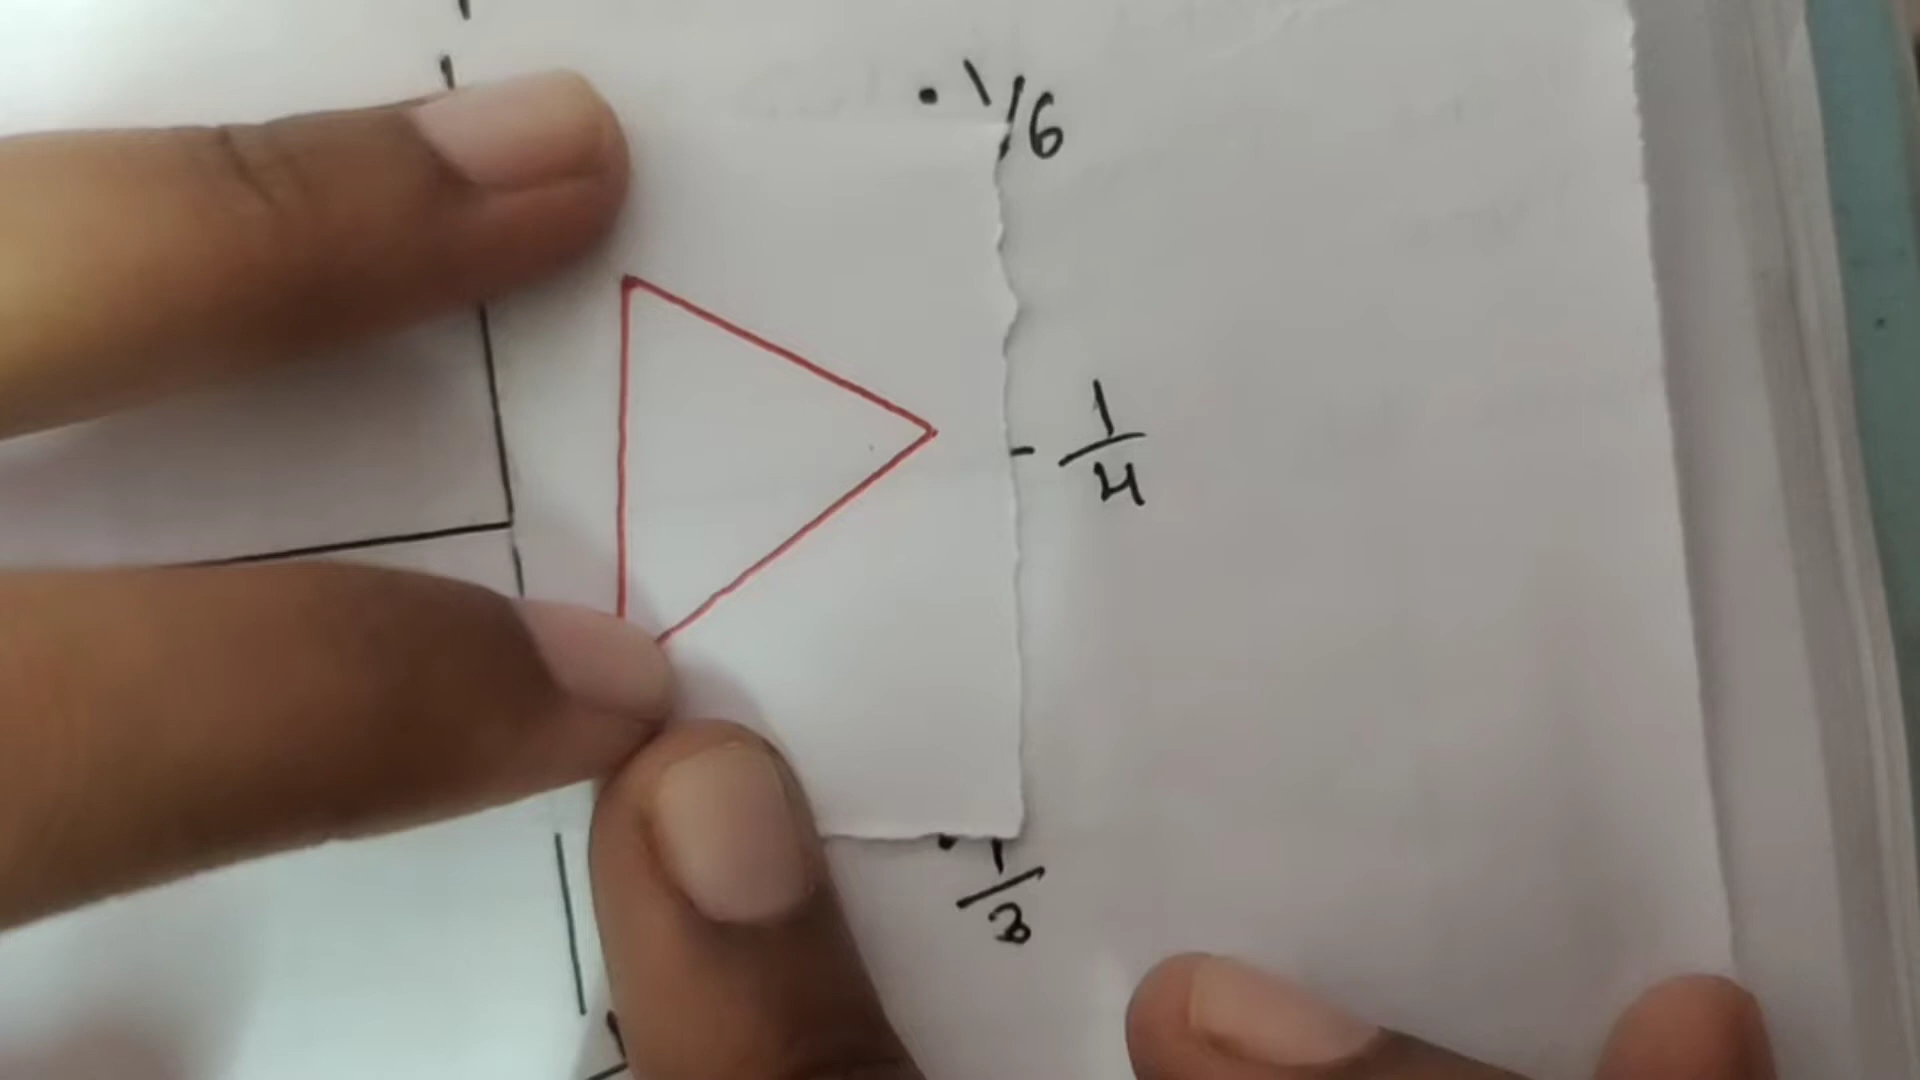 . 1/6
- 1/4
. 1/3